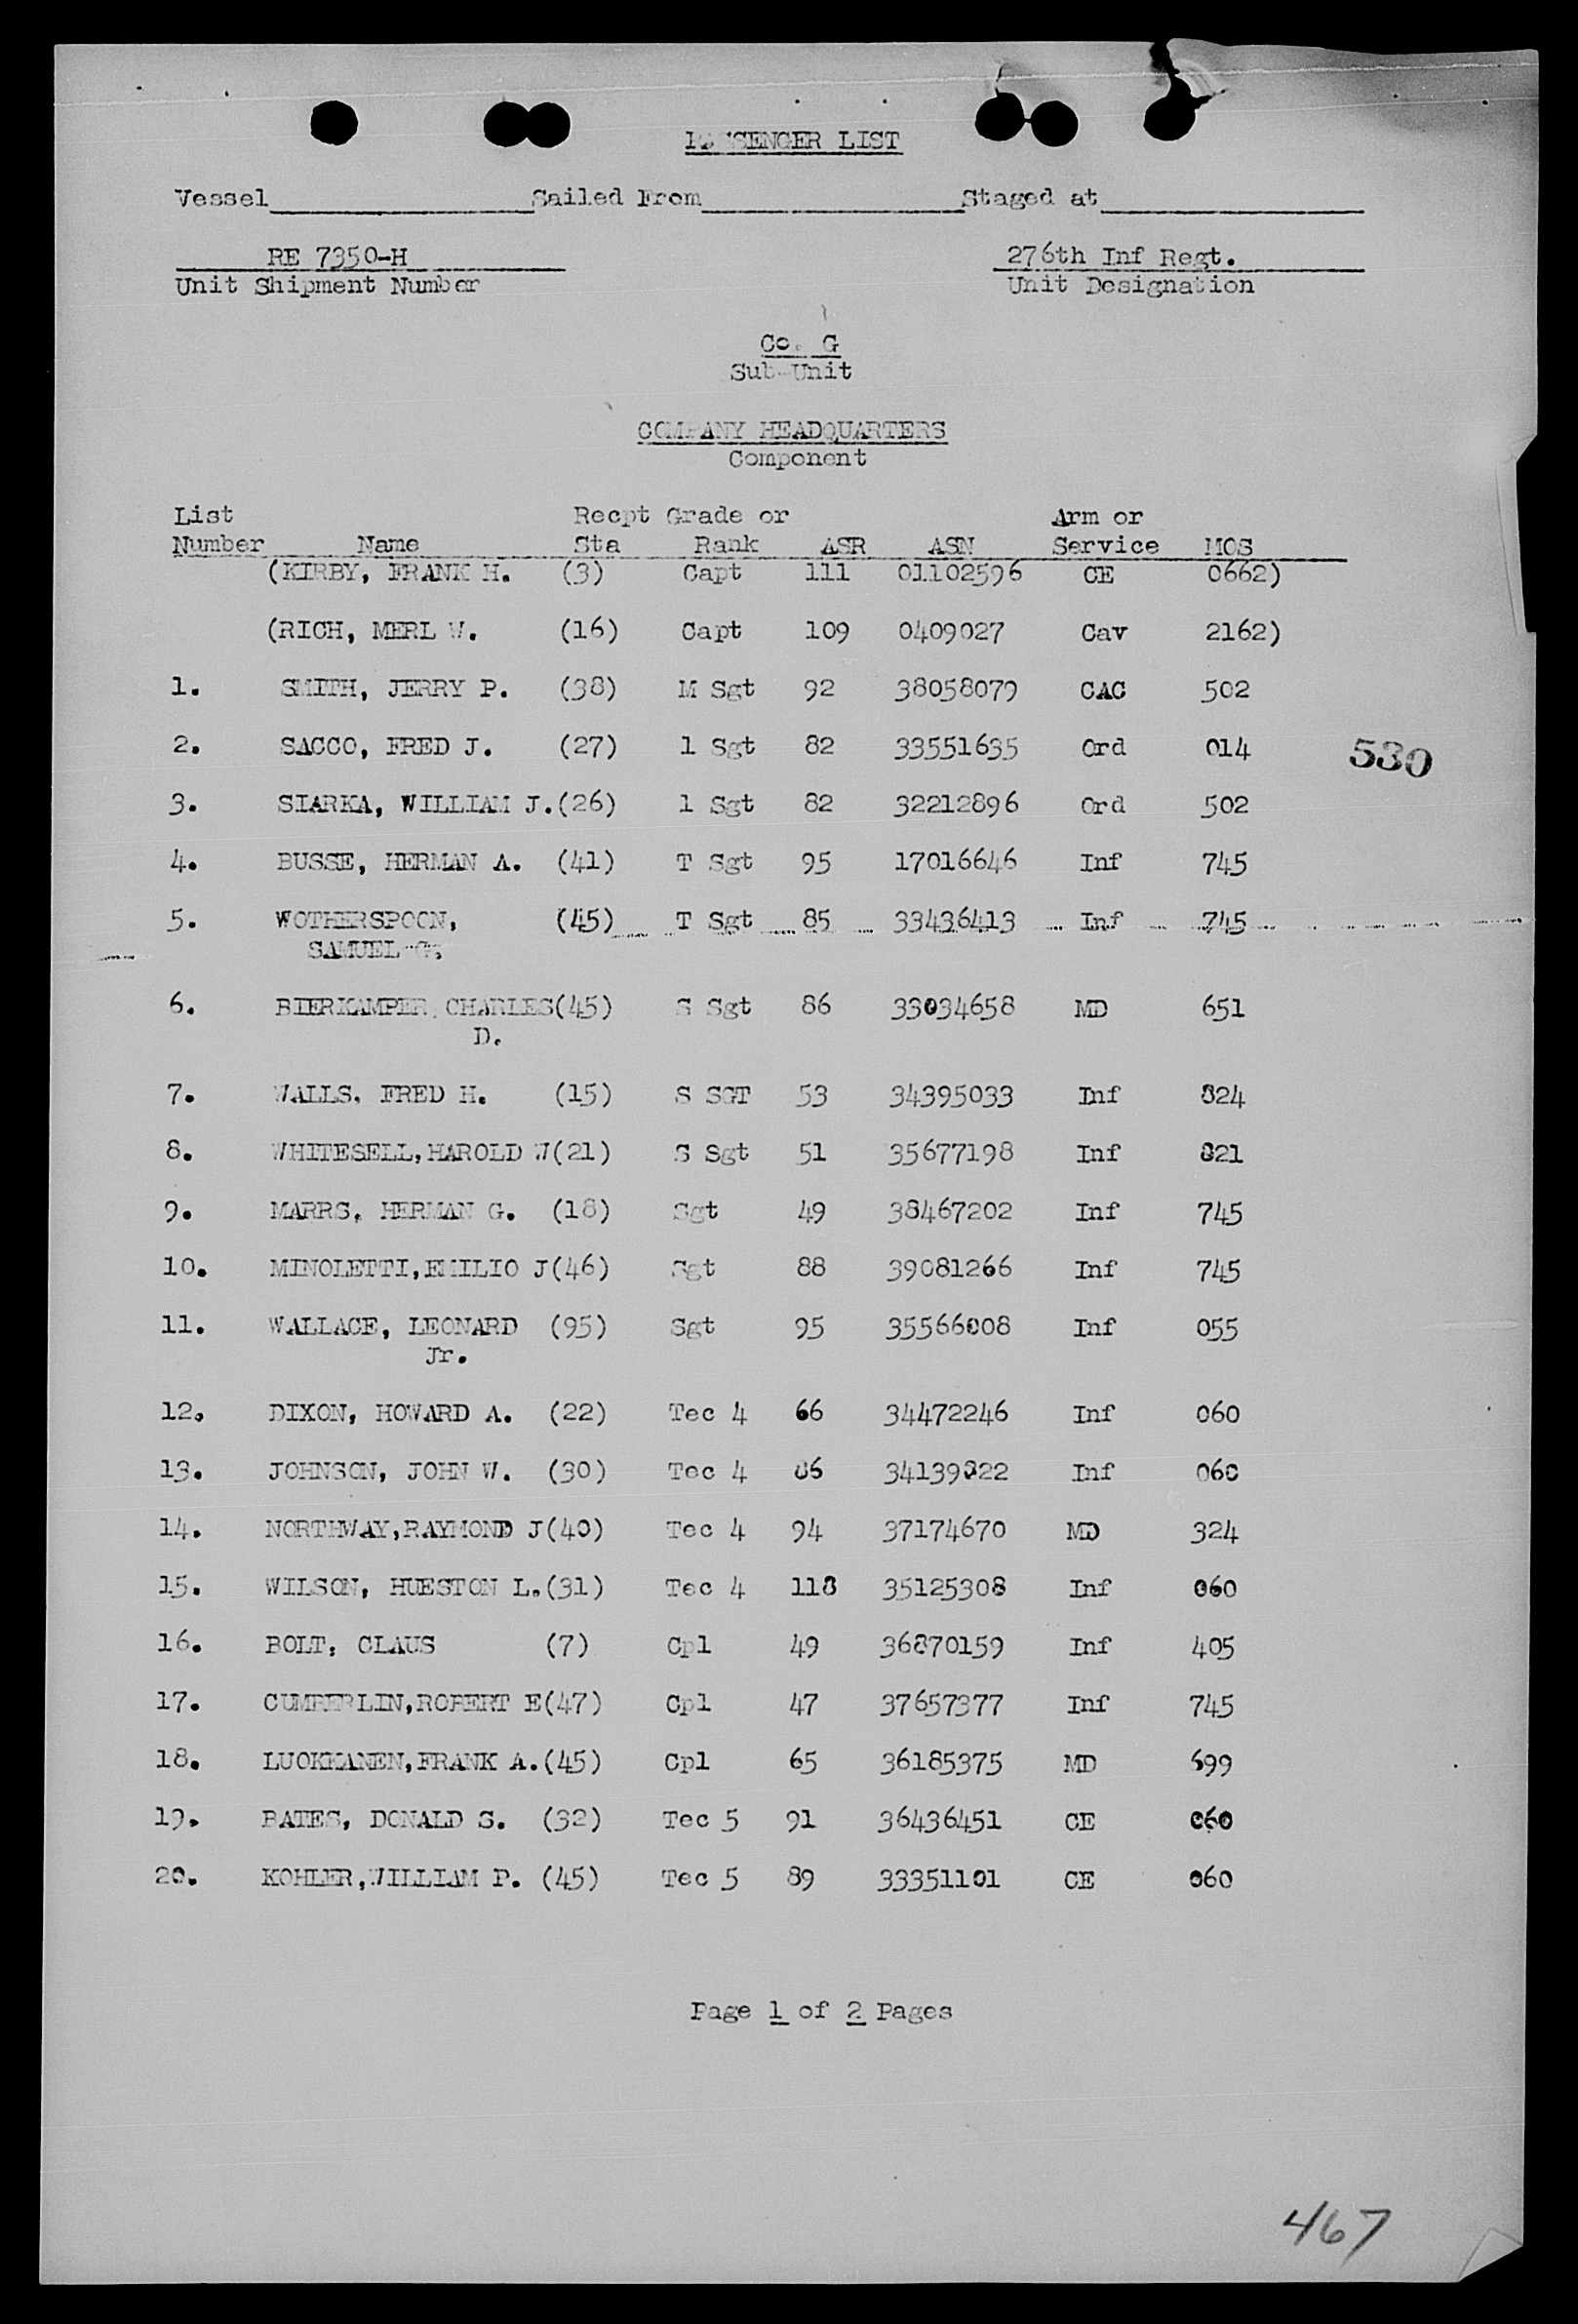 PASSENGER LIST
Vessel Sailed From Staged at
RE 7350-H 276th Inf Regt.
Unit Shipment Number Unit Designation
Co. G
Sub-Unit
COMPANY HEADQUARTERS
Component
List Recpt Grade or Arm or
Number Name Sta Rank ASR ASN Service MOS
(KIRBY, FRANK H. (3) Capt 111 01102596 CE 0662)
(RICH, MERL W. (16) Capt 109 0409027 Cav 2162)
1. SMITH, JERRY P. (38) M Sgt 92 38058079 CAC 502
2. SACCO, FRED J. (27) 1 Sgt 82 33551635 Ord 014
530
3. SIARKA, WILLIAM J.(26) 1 Sgt 82 32212896 Ord 502
4. BUSSE, HERMAN A. (41) T Sgt 95 17016646 Inf 745
5. WOTHERSPOON, (45) T Sgt 85 33436413 Inf 745
SAMUEL G.
6. BIERKAMPER, CHARLES(45) S Sgt 86 33034658 MD 651
D.
7. WALLS, FRED H. (15) S SGT 53 34395033 Inf 824
8. WHITESELL,HAROLD W(21) S Sgt 51 35677198 Inf 821
9. MARRS, HERMAN G. (18) Sgt 49 38467202 Inf 745
10. MINOLETTI,EMILIO J(46) Sgt 88 39081266 Inf 745
11. WALLACE, LEONARD (95) Sgt 95 35566008 Inf 055
Jr.
12. DIXON, HOWARD A. (22) Tec 4 66 34472246 Inf 060
13. JOHNSON, JOHN W. (30) Tec 4 86 34139822 Inf 060
14. NORTHWAY,RAYMOND J(40) Tec 4 94 37174670 MD 324
15. WILSON, HUESTON L.(31) Tec 4 118 35125308 Inf 060
16. BOLT, CLAUS (7) Cpl 49 36870159 Inf 405
17. CUMBERLIN,ROBERT E(47) Cpl 47 37657377 Inf 745
18. LUOKKANEN,FRANK A.(45) Cpl 65 36185375 MD 699
19. BATES, DONALD S. (32) Tec 5 91 36436451 CE 060
20. KOHLER,WILLIAM P. (45) Tec 5 89 33351101 CE 060
Page 1 of 2 Pages
467